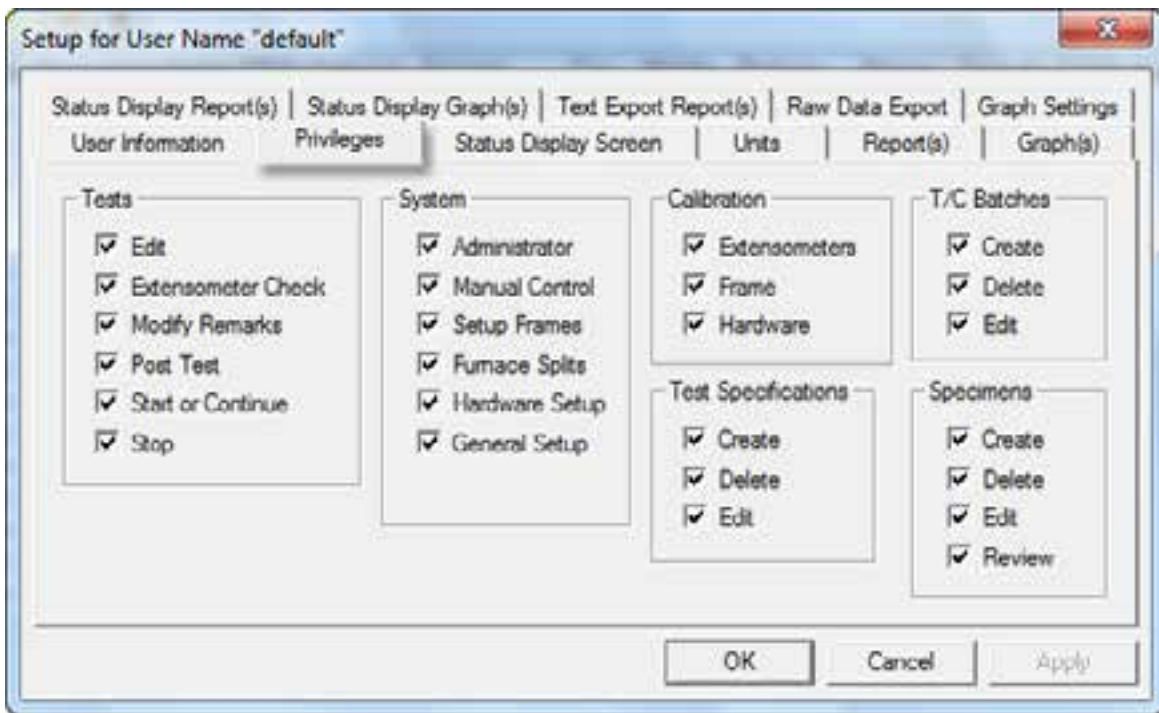 Setup for User Name "default"
Status Display Report(s) Status Display Graph(s) Text Export Report(s) Raw Data Export Graph Settings
User Information Privileges Status Display Screen Units Report(s) Graph(s)
Tests
Edit
Extensometer Check
Modify Remarks
Post Test
Start or Continue
Stop
System
Administrator
Manual Control
Setup Frames
Furnace Splits
Hardware Setup
General Setup
Calibration
Extensometers
Frame
Hardware
T/C Batches
Create
Delete
Edit
Test Specifications
Create
Delete
Edit
Specimens
Create
Delete
Edit
Review
OK Cancel Apply